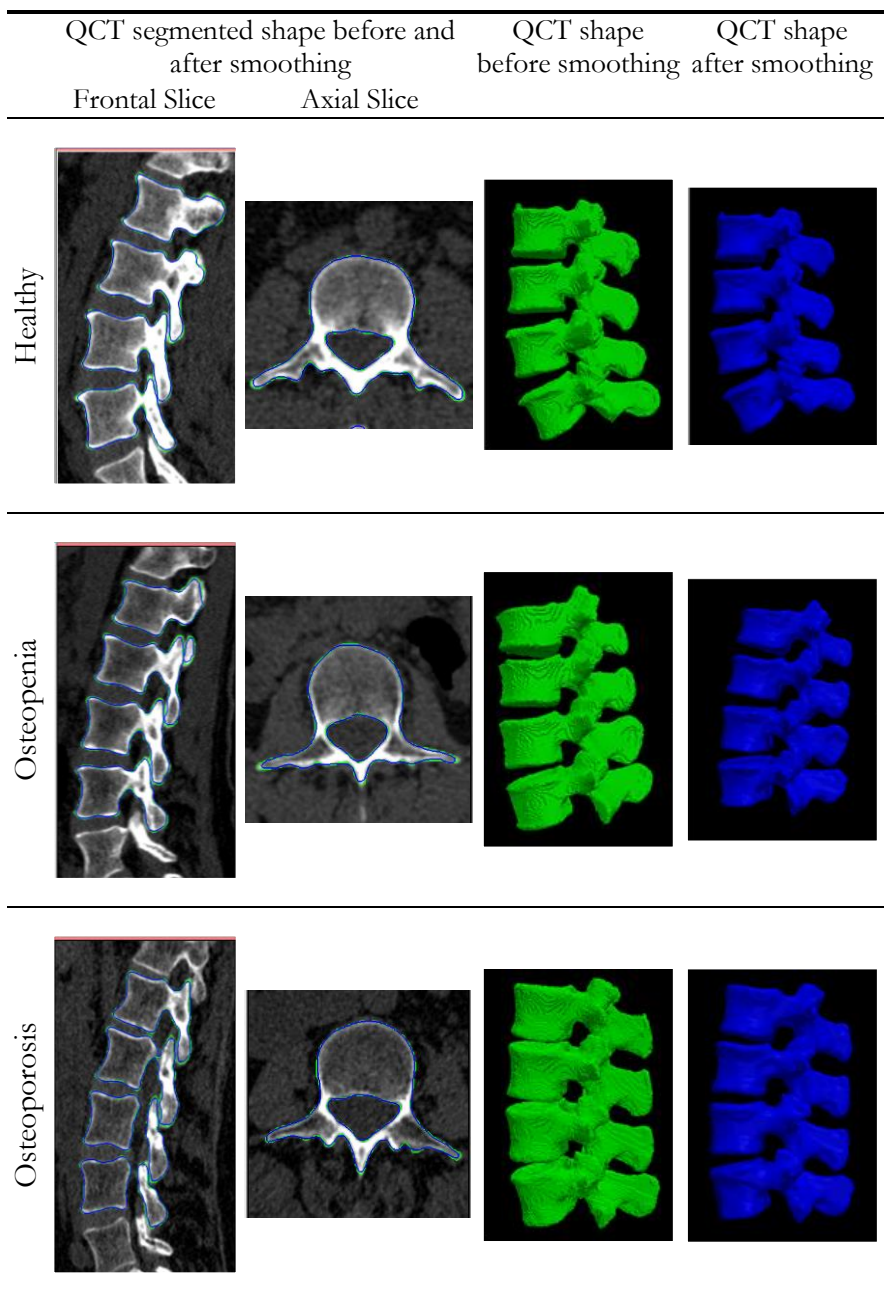 QCT segmented shape before and
after smoothing
QCT shape
before smoothing
QCT shape
after smoothing
Frontal Slice
Axial Slice
Healthy
Osteopenia
Osteoporosis